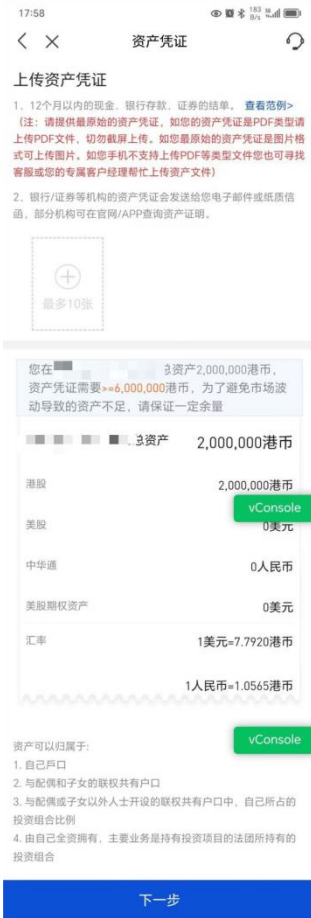 17:58
183 B/s
资产凭证
上传资产凭证
1、12个月以内的现金、银行存款、证券的结单。 查看范例>
(注：请提供最原始的资产凭证，如您的资产凭证是PDF类型请
上传PDF文件，切勿截屏上传。如您最原始的资产凭证是图片格
式可上传图片。如您手机不支持上传PDF等类型文件您也可寻找
客服或您的专属客户经理帮忙上传资产文件)
2、银行/证券等机构的资产凭证会发送给您电子邮件或纸质信
函，部分机构可在官网/APP查询资产证明。
最多10张
您在 资产2,000,000港币，
资产凭证需要>=6,000,000港币，为了避免市场波
动导致的资产不足，请保证一定余量
资产 2,000,000港币
港股 2,000,000港币
vConsole
美股 0美元
中华通 0人民币
美股期权资产 0美元
汇率 1美元=7.7920港币
1人民币=1.0565港币
vConsole
资产可以归属于:
1. 自己戶口
2. 与配偶和子女的联权共有户口
3. 与配偶或子女以外人士开设的联权共有户口中，自己所占的
投资组合比例
4. 由自己全资拥有，主要业务是持有投资项目的法团所持有的
投资组合
下一步